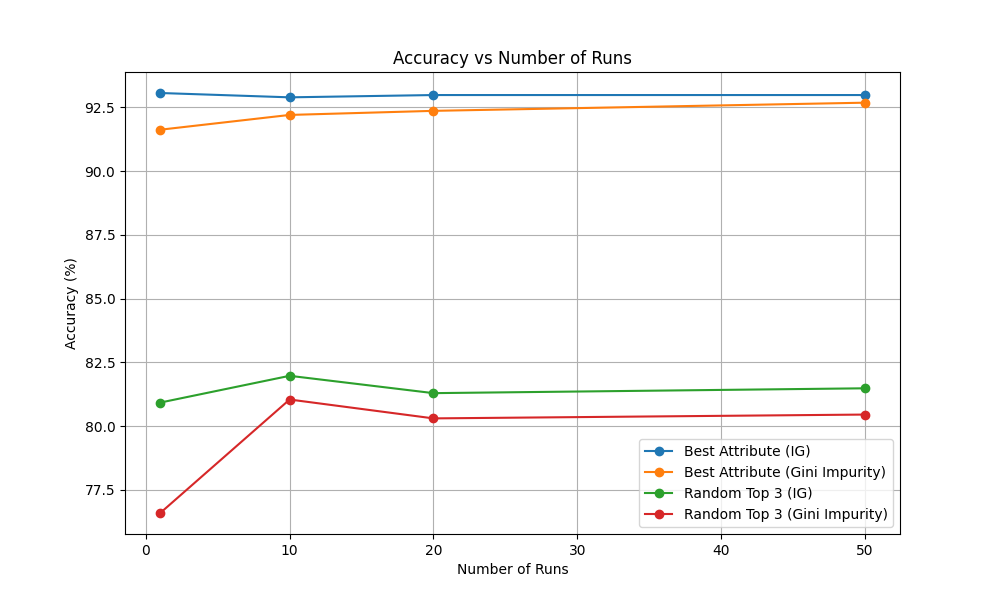 Accuracy vs Number of Runs
Accuracy (%)
92.5
90.0
87.5
85.0
82.5
80.0
77.5
0 10 20 30 40 50
Number of Runs
Best Attribute (IG)
Best Attribute (Gini Impurity)
Random Top 3 (IG)
Random Top 3 (Gini Impurity)